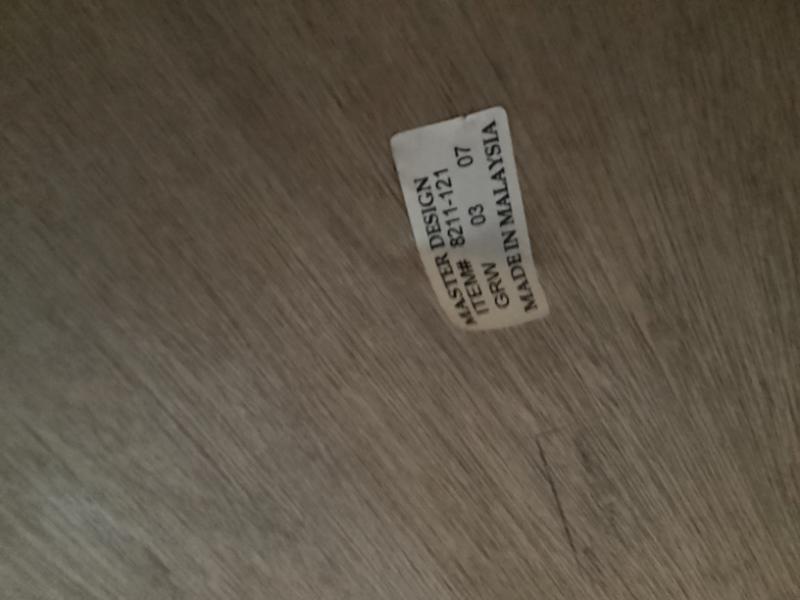 MASTER DESIGN
ITEM# 8211-121
GRW 03 07
MADE IN MALAYSIA